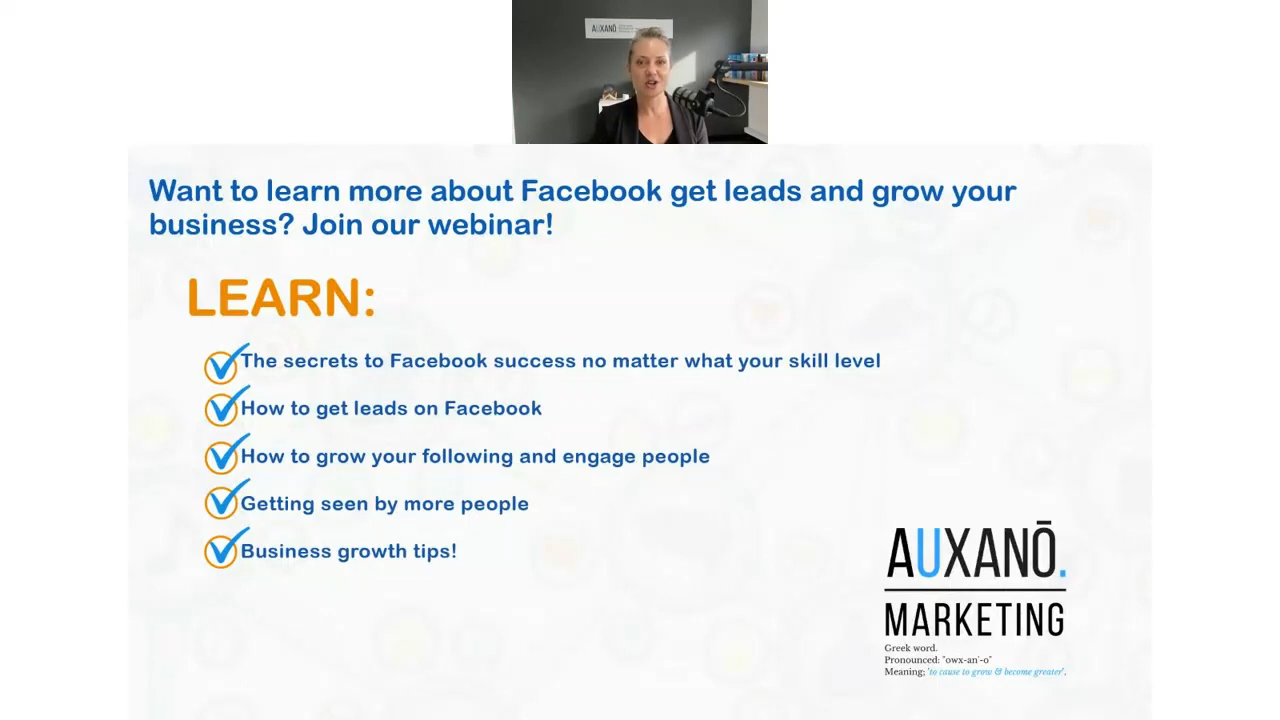 AUXANŌ
Want to learn more about Facebook get leads and grow your
business? Join our webinar!
LEARN:
The secrets to Facebook success no matter what your skill level
How to get leads on Facebook
How to grow your following and engage people
Getting seen by more people
Business growth tips!
AUXANŌ.
MARKETING
Greek word.
Pronounced: "owx-an'-o"
Meaning; 'to cause to grow & become greater'.